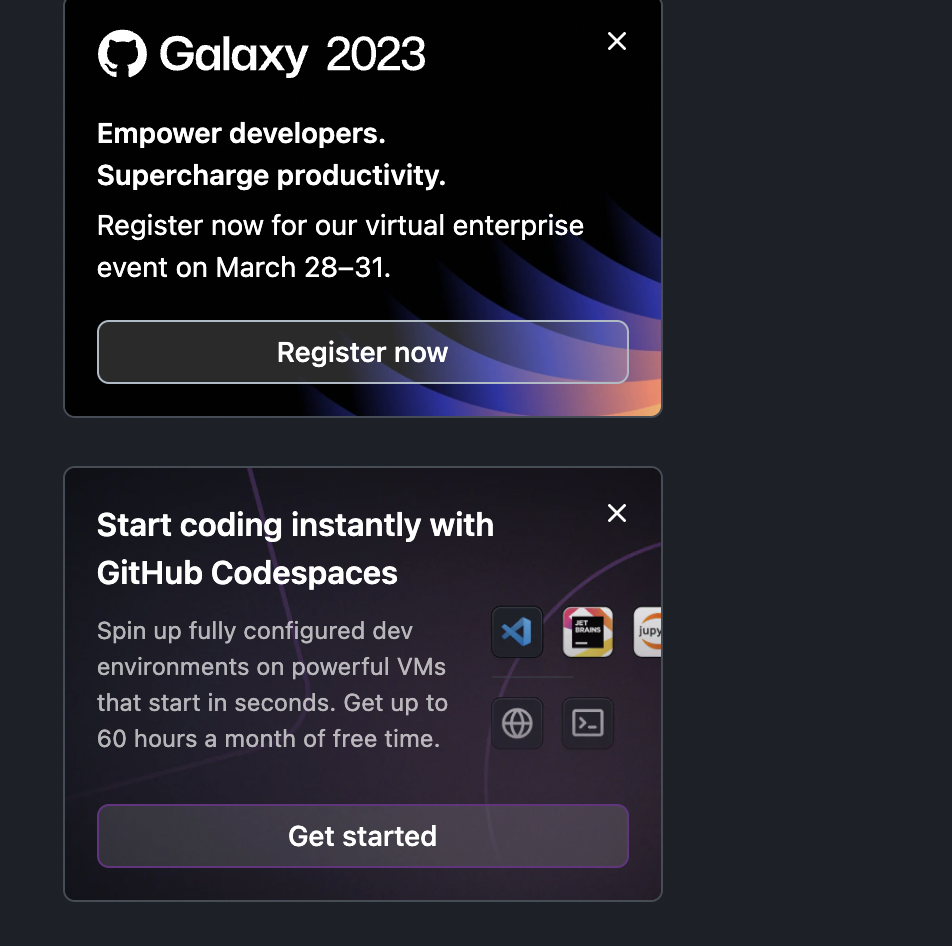 Galaxy 2023
Empower developers.
Supercharge productivity.
Register now for our virtual enterprise
event on March 28–31.
Register now
Start coding instantly with
GitHub Codespaces
Spin up fully configured dev
environments on powerful VMs
that start in seconds. Get up to
60 hours a month of free time.
JET
BRAINS
jupy
Get started